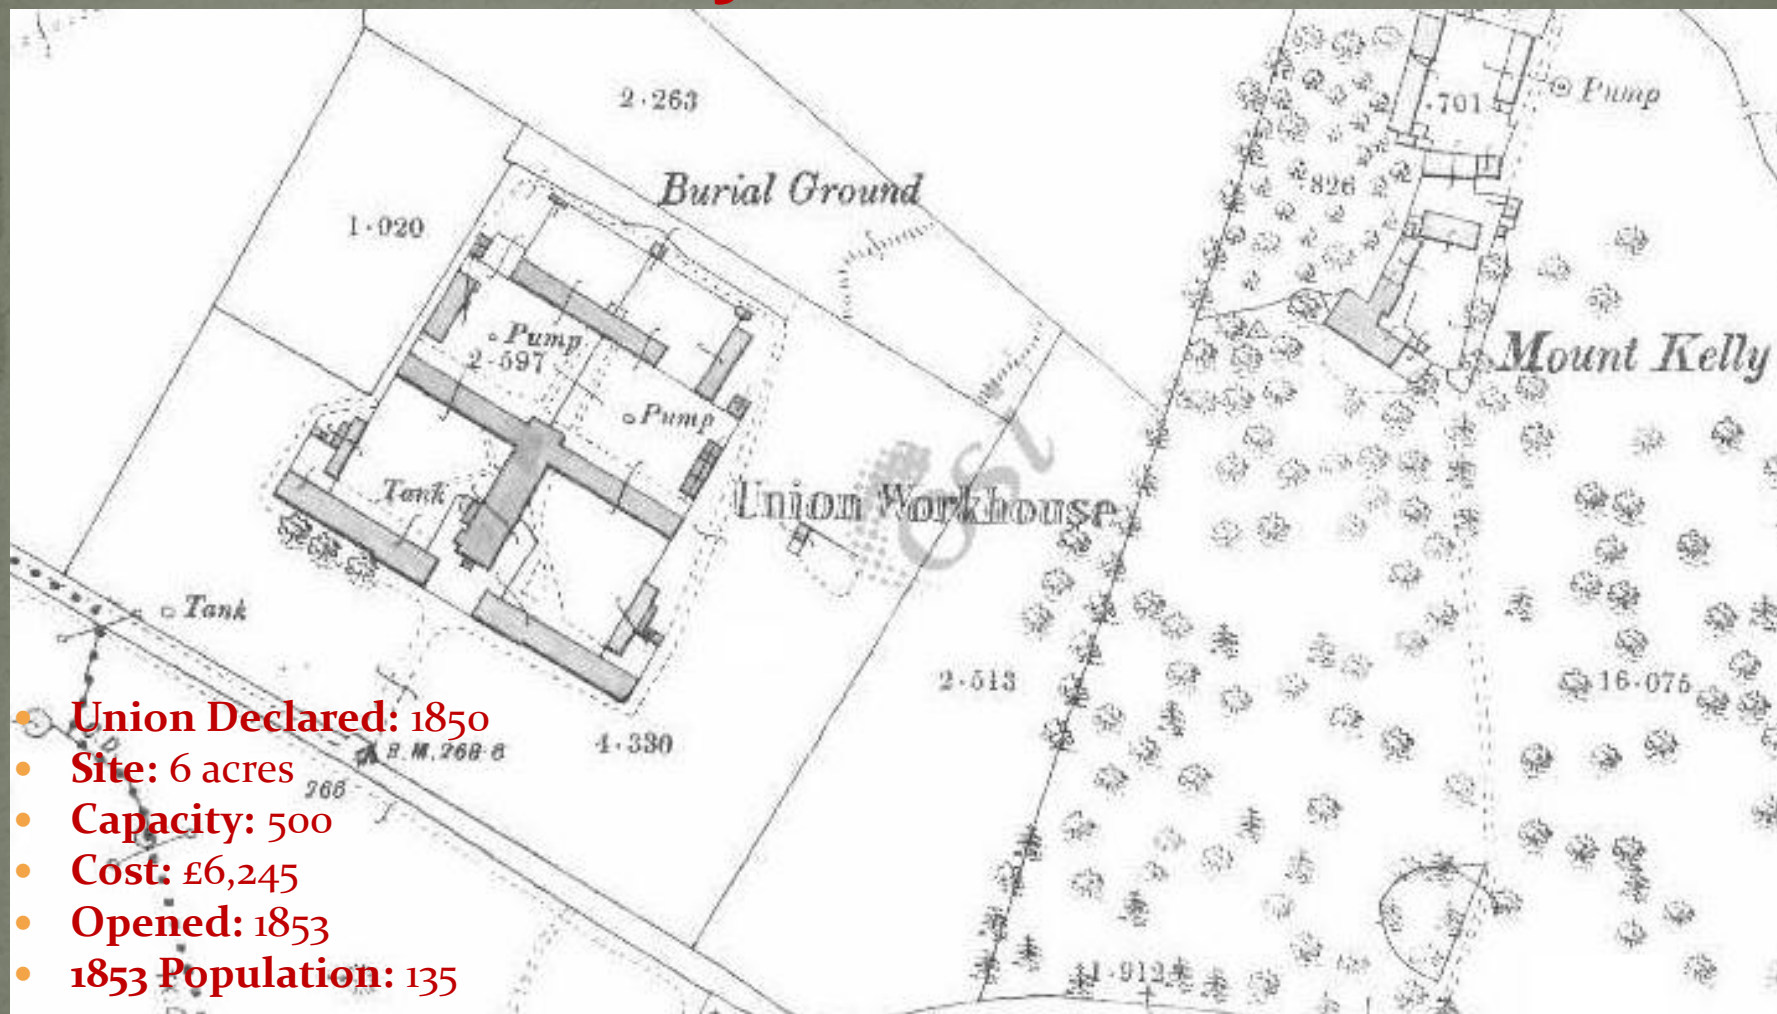 2·263
Pump
·701
Burial Ground
·826
1·020
Pump
2·597
Mount Kelly
Pump
Tank
Union Workhouse
OSi
Tank
2·513
16·075
• Union Declared: 1850
B.M. 268·6
4·330
• Site: 6 acres
266
• Capacity: 500
• Cost: £6,245
• Opened: 1853
• 1853 Population: 135